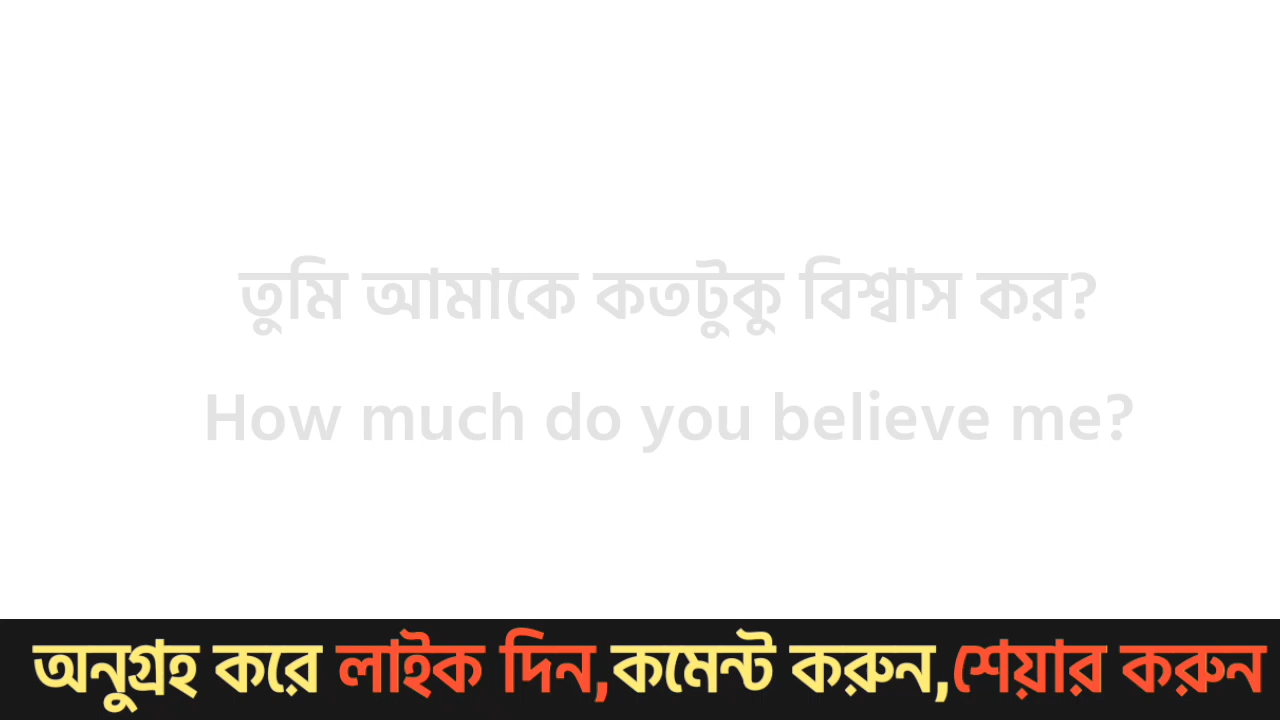 তুমি আমাকে কতটুকু বিশ্বাস কর?
How much do you believe me?
অনুগ্রহ করে লাইক দিন,কমেন্ট করুন,শেয়ার করুন